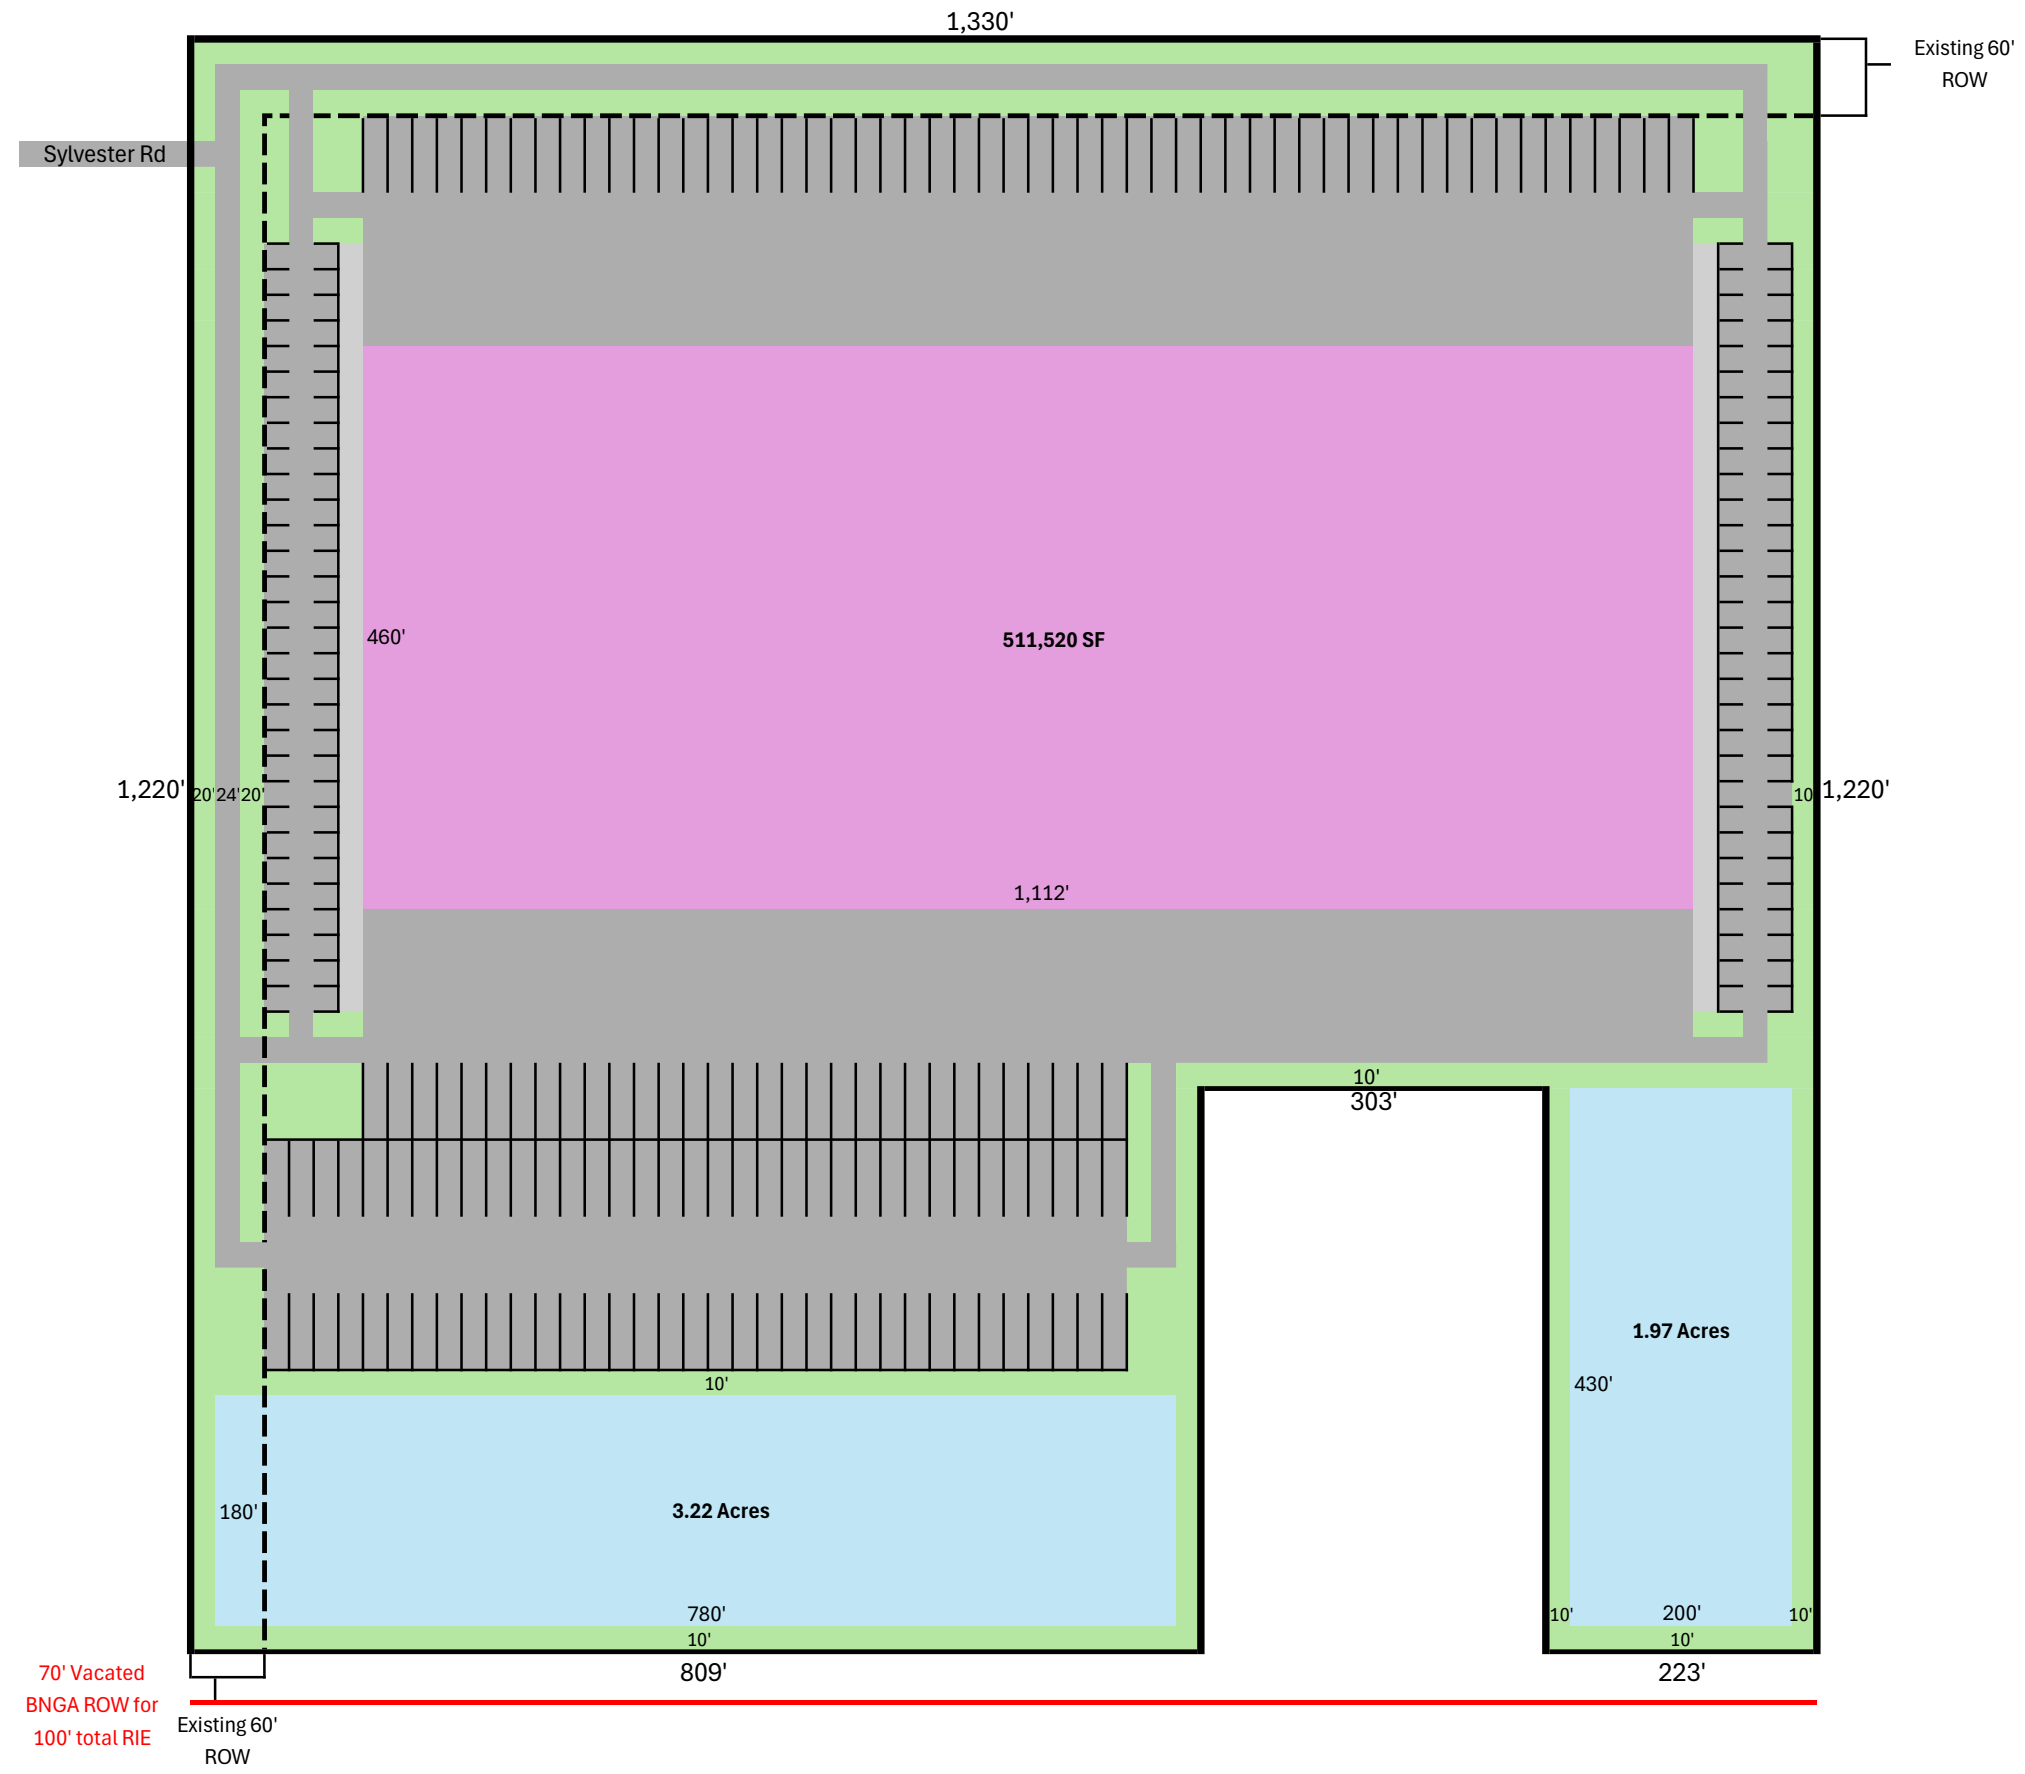 1,330'
Existing 60'
ROW
Sylvester Rd
460'
511,520 SF
1,220'
20'
24'
20'
10
1,220'
1,112'
10'
303'
1.97 Acres
430'
10'
180'
3.22 Acres
780'
10'
10'
200'
10'
10'
809'
223'
70' Vacated
BNGA ROW for
100' total RIE
Existing 60'
ROW